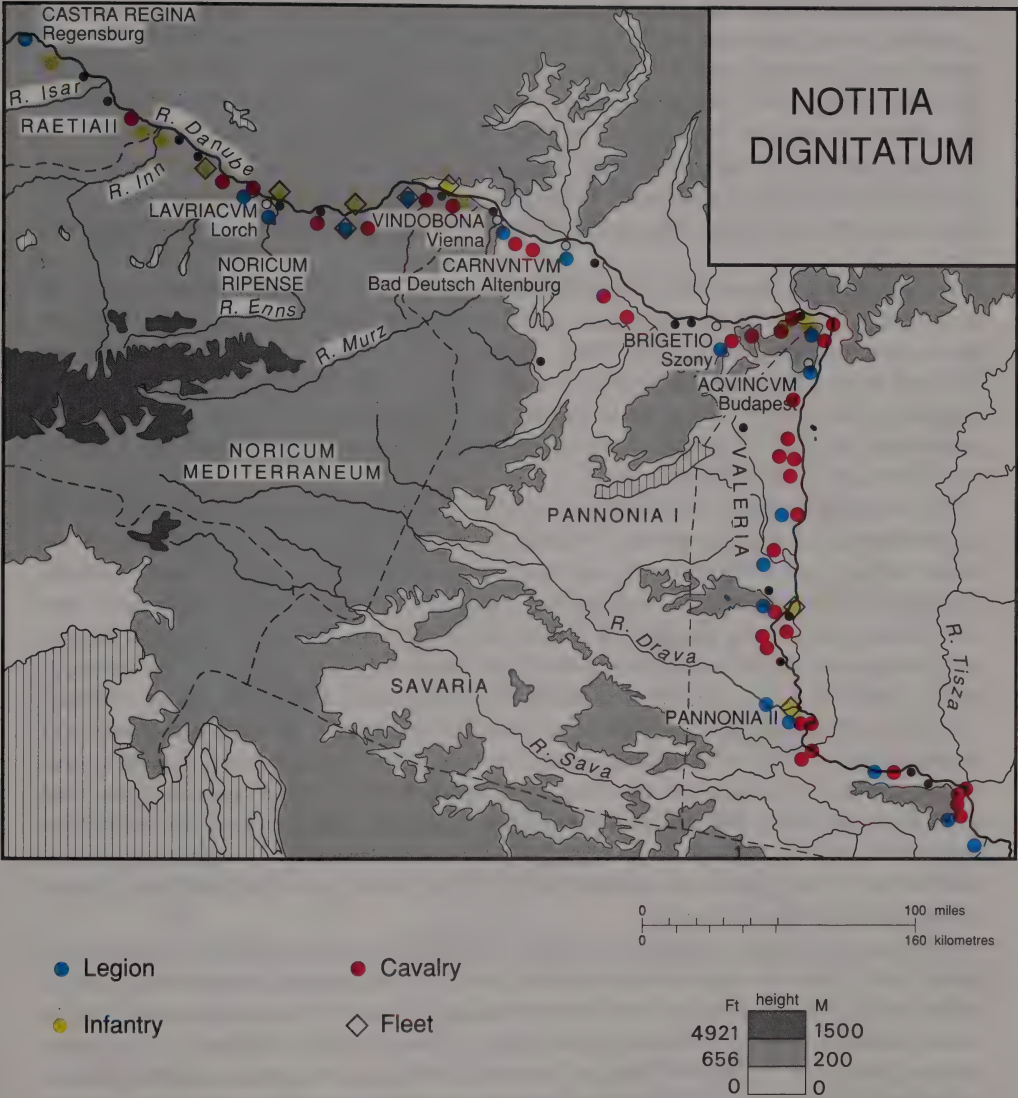 CASTRA REGINA
Regensburg
NOTITIA
DIGNITATUM
R. Isar
RAETIAII
R. Danube
R. Inn
LAVRIACVM
Lorch
VINDOBONA
Vienna
NORICUM
RIPENSE
CARNVNTVM
Bad Deutsch Altenburg
R. Enns
R. Murz
BRIGETIO
Szony
AQVINCVM
Budapest
NORICUM
MEDITERRANEUM
VALERIA
PANNONIA I
R. Drava
R. Tisza
SAVARIA
PANNONIA II
R. Sava
0 100 miles
0 160 kilometres
Legion
Cavalry
Infantry
Fleet
Ft height M
4921 1500
656 200
0 0